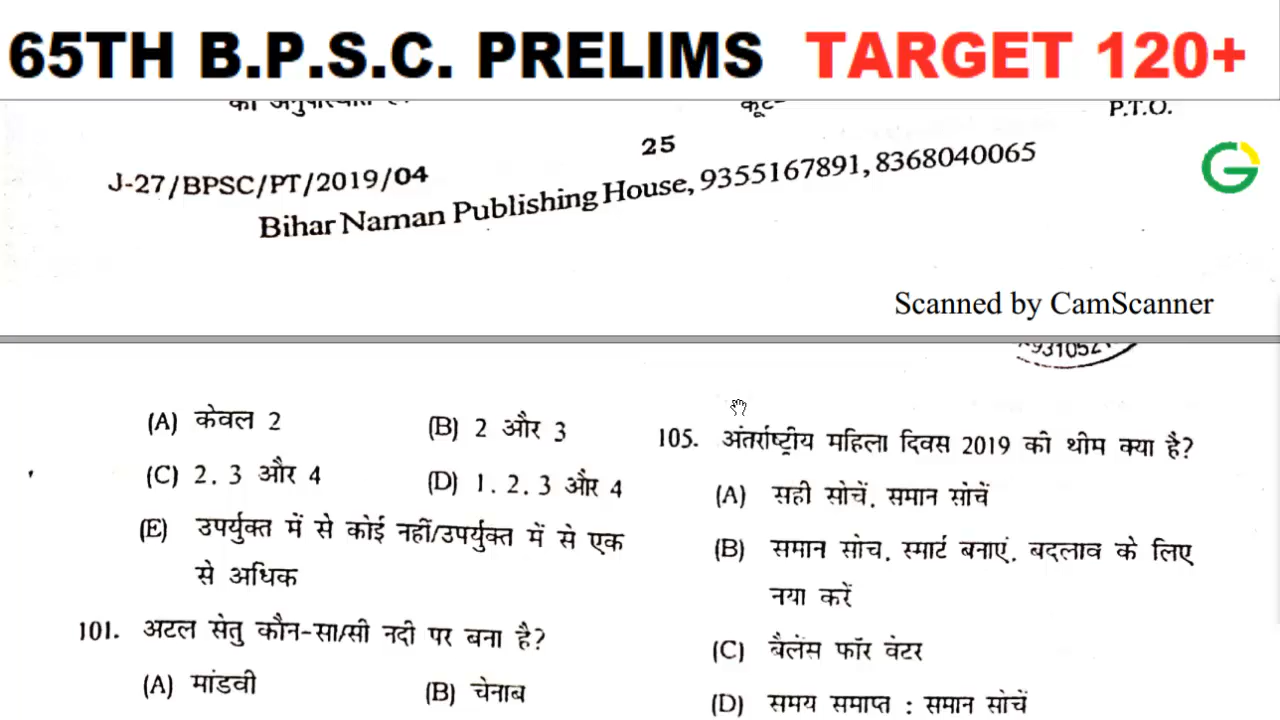 65TH B.P.S.C. PRELIMS TARGET 120+
P.T.O.
25
J-27/BPSC/PT/2019/04
Bihar Naman Publishing House, 9355167891, 8368040065
Scanned by CamScanner
(A) केवल 2 (B) 2 और 3
(C) 2. 3 और 4 (D) 1. 2. 3 और 4
(E) उपर्युक्त में से कोई नहीं/उपर्युक्त में से एक
से अधिक
101. अटल सेतु कौन-सा/सी नदी पर बना है?
(A) मांडवी (B) चेनाब
105. अंतर्राष्ट्रीय महिला दिवस 2019 की थीम क्या है?
(A) सही सोचें. समान सोचें
(B) समान सोच. स्मार्ट बनाएं. बदलाव के लिए
नया करें
(C) बैलेंस फॉर वेटर
(D) समय समाप्त : समान सोचें